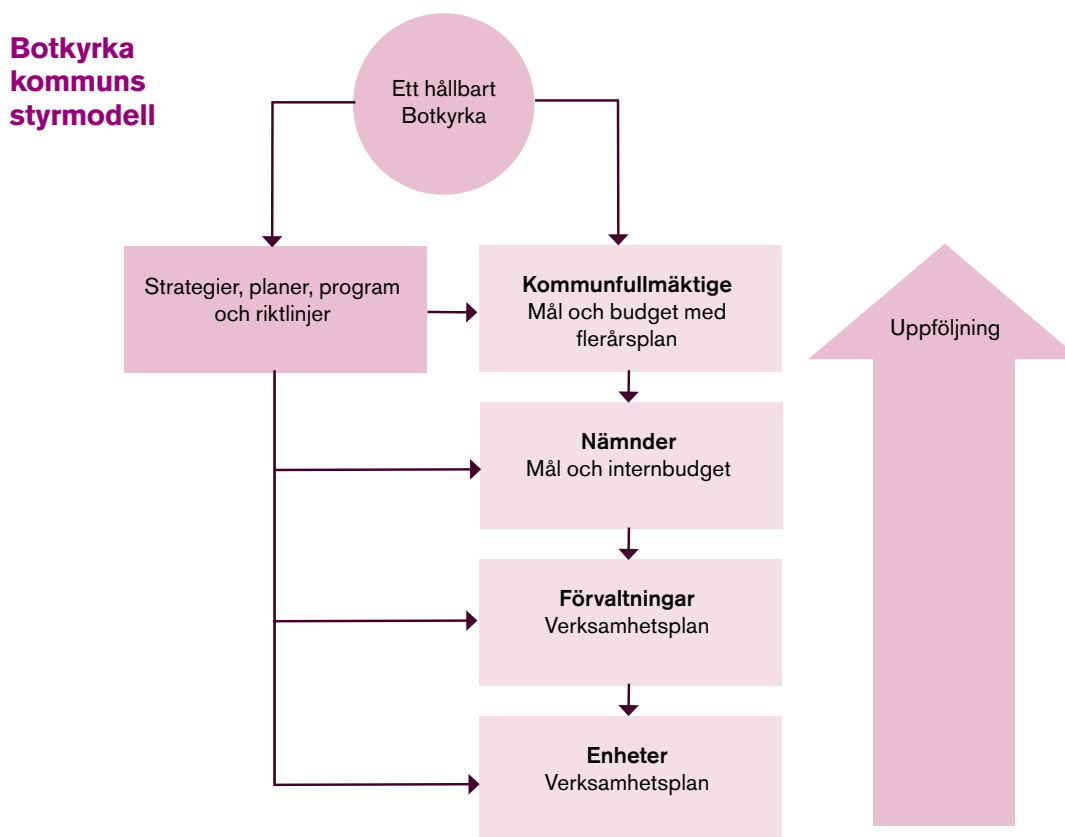 Botkyrka
kommuns
styrmodell
Ett hållbart
Botkyrka
Strategier, planer, program
och riktlinjer
Kommunfullmäktige
Mål och budget med
flerårsplan
Uppföljning
Nämnder
Mål och internbudget
Förvaltningar
Verksamhetsplan
Enheter
Verksamhetsplan